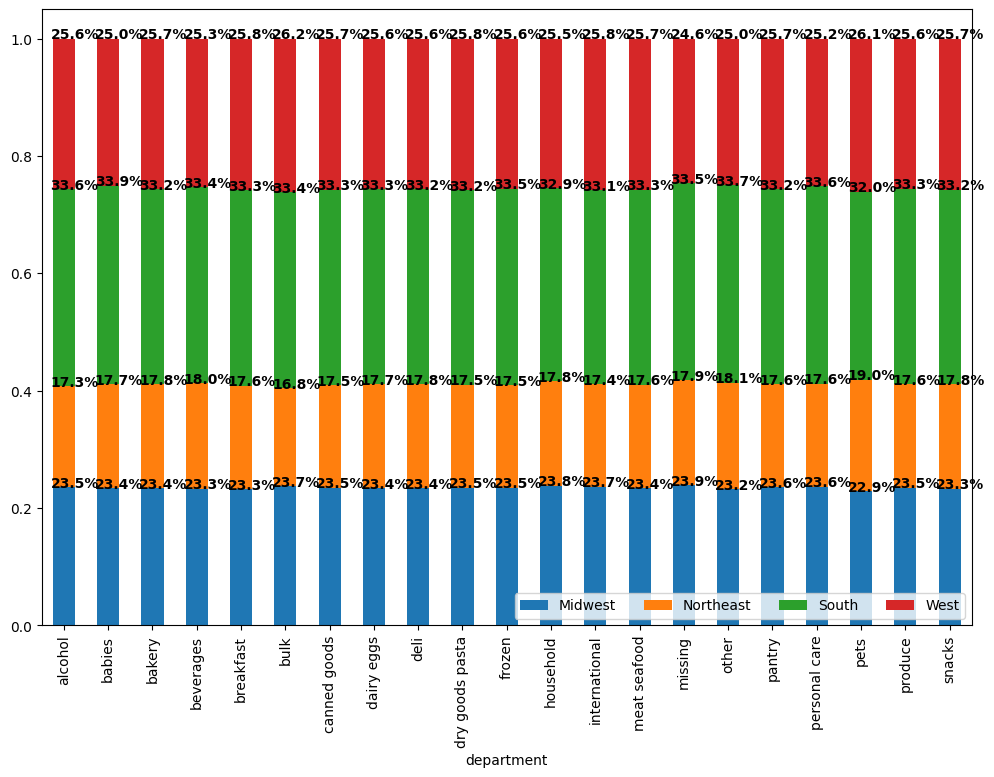 1.0
25.6% 25.0% 25.7% 25.3% 25.8% 26.2% 25.7% 25.6% 25.6% 25.8% 25.6% 25.5% 25.8% 25.7% 24.6% 25.0% 25.7% 25.2% 26.1% 25.6% 25.7%
0.8
33.6% 33.9% 33.2% 33.4% 33.3% 33.4% 33.3% 33.3% 33.2% 33.2% 33.5% 32.9% 33.1% 33.3% 33.5% 33.7% 33.2% 33.6% 32.0% 33.3% 33.2%
0.6
17.3% 17.7% 17.8% 18.0% 17.6% 16.8% 17.5% 17.7% 17.8% 17.5% 17.5% 17.8% 17.4% 17.6% 17.9% 18.1% 17.6% 17.6% 19.0% 17.6% 17.8%
0.4
23.5% 23.4% 23.4% 23.3% 23.3% 23.7% 23.5% 23.4% 23.4% 23.5% 23.5% 23.8% 23.7% 23.4% 23.9% 23.2% 23.6% 23.6% 22.9% 23.5% 23.3%
0.2
Midwest Northeast South West
0.0
alcohol
babies
bakery
beverages
breakfast
bulk
canned goods
dairy eggs
deli
dry goods pasta
frozen
household
international
meat seafood
missing
other
pantry
personal care
pets
produce
snacks
department